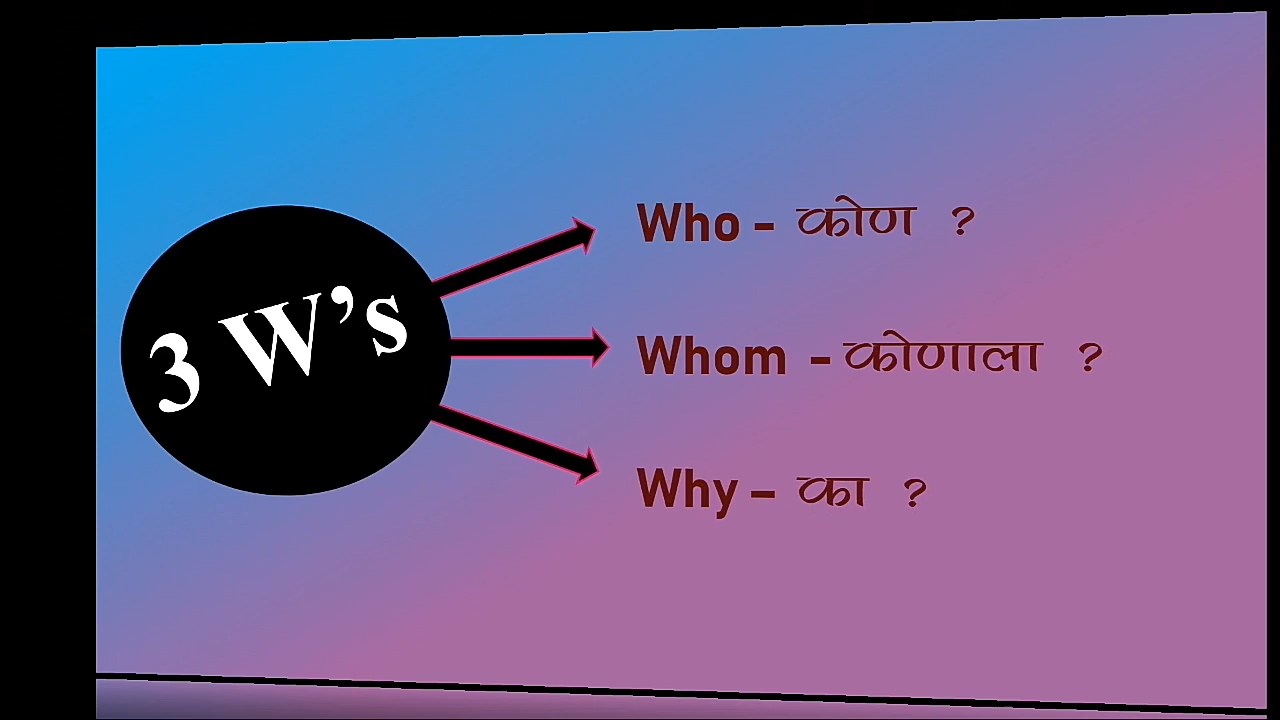 3 W's
Who – कोण ?
Whom – कोणाला ?
Why – का ?